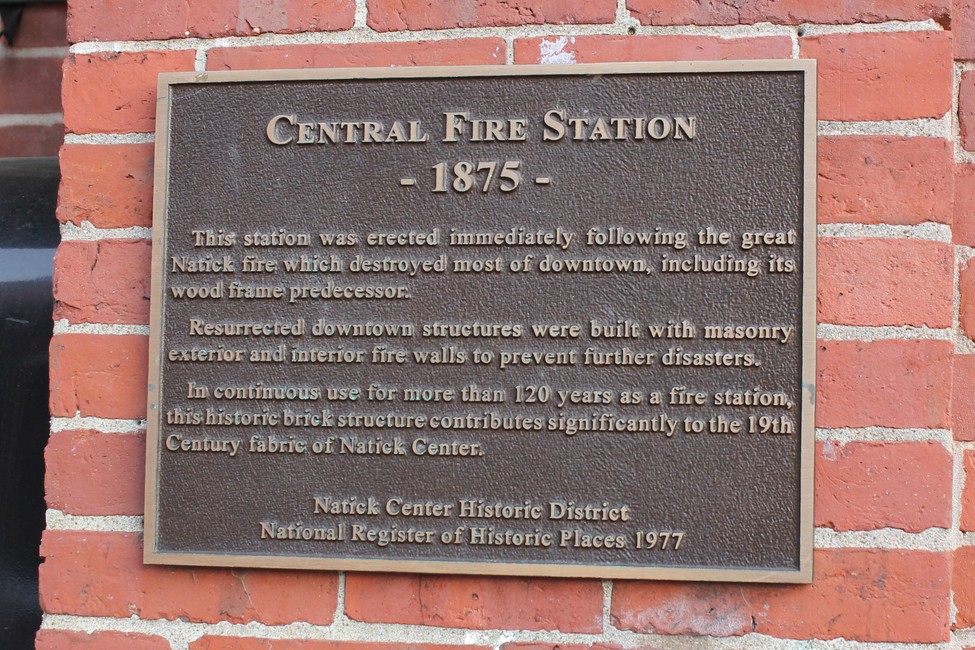 CENTRAL FIRE STATION
- 1875 -
This station was erected immediately following the great
Natick fire which destroyed most of downtown, including its
wood frame predecessor.
Resurrected downtown structures were built with masonry
exterior and interior fire walls to prevent further disasters.
In continuous use for more than 120 years as a fire station,
this historic brick structure contributes significantly to the 19th
Century fabric of Natick Center.
Natick Center Historic District
National Register of Historic Places 1977